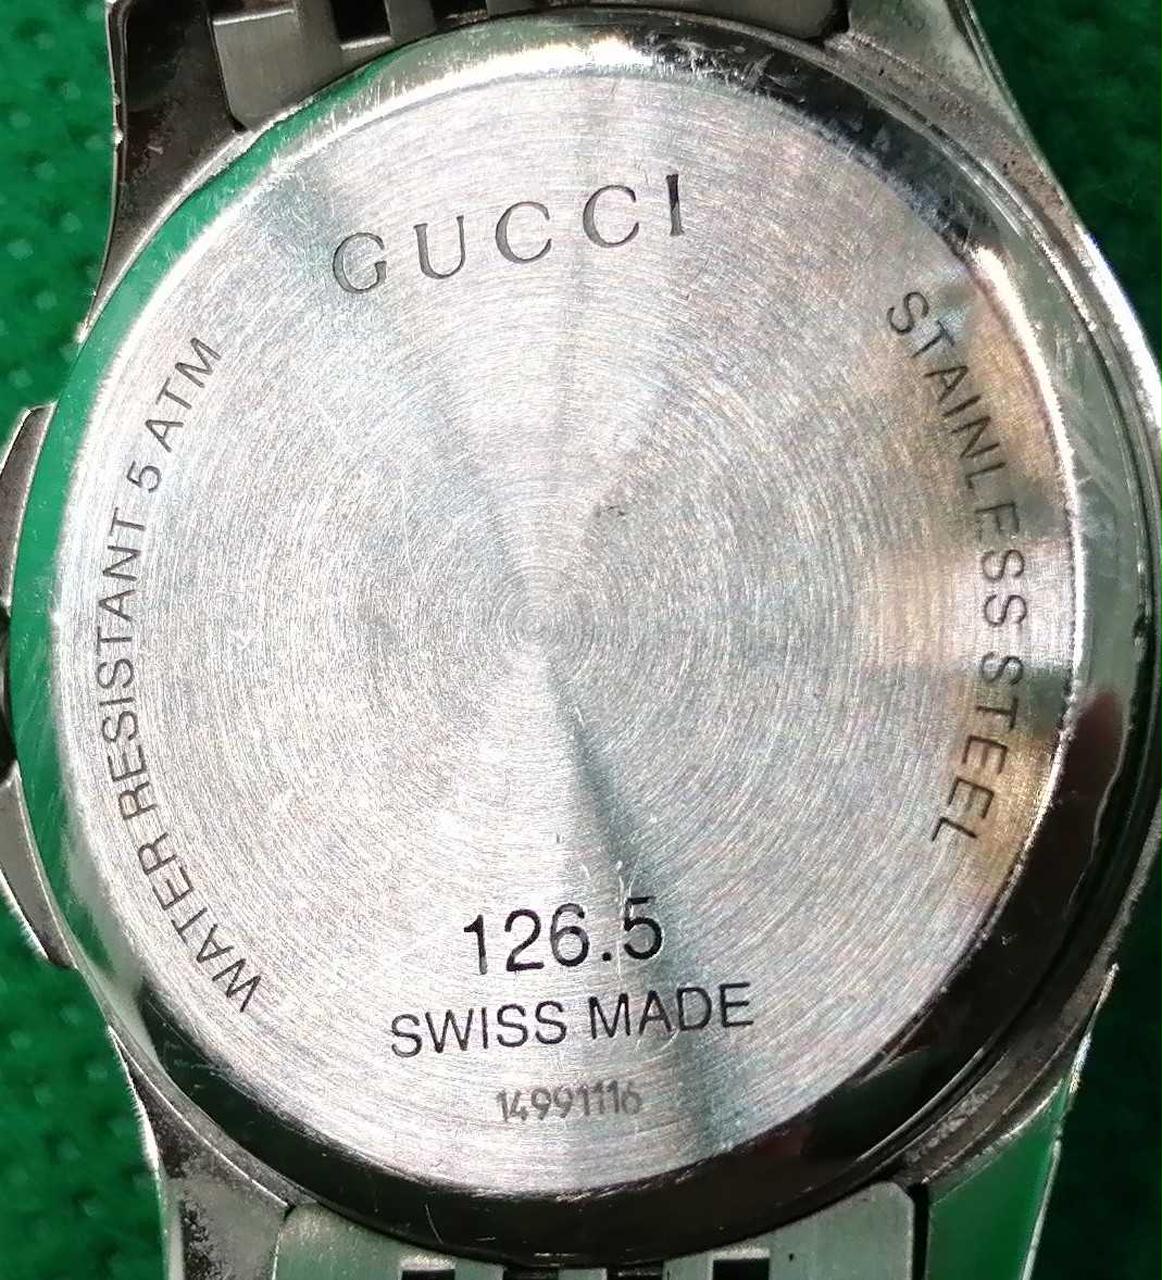 GUCCI
STAINLESS STEEL
WATER RESISTANT 5 ATM
126.5
SWISS MADE
14991116